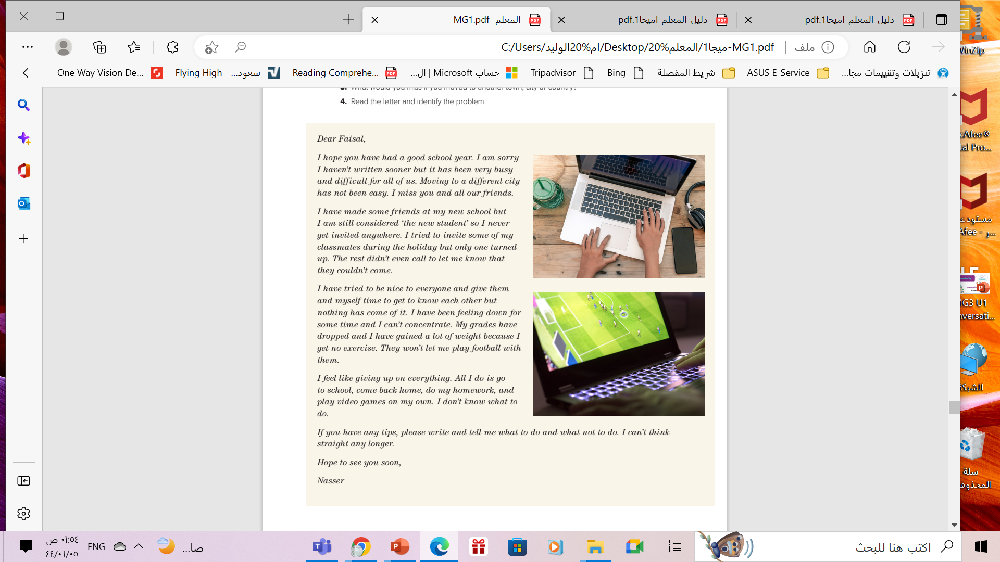 MG1.pdf- المعلم
دليل-المعلم-اميجا1.pdf
دليل-المعلم-اميجا1.pdf
C:/Users/ام%20الوليد/Desktop/20%ميجا1/المعلم-MG1.pdf
ملف
One Way Vision De...
Flying High - سعود...
Reading Comprehe...
حساب Microsoft | ال...
Tripadvisor
Bing
شريط المفضلة
ASUS E-Service
تنزيلات وتقييمات مجا...
3. What would you miss if you moved to another town, city or country?
4. Read the letter and identify the problem.
Dear Faisal,
I hope you have had a good school year. I am sorry
I haven't written sooner but it has been very busy
and difficult for all of us. Moving to a different city
has not been easy. I miss you and all our friends.
I have made some friends at my new school but
I am still considered 'the new student' so I never
get invited anywhere. I tried to invite some of my
classmates during the holiday but only one turned
up. The rest didn't even call to let me know that
they couldn't come.
I have tried to be nice to everyone and give them
and myself time to get to know each other but
nothing has come of it. I have been feeling down for
some time and I can't concentrate. My grades have
dropped and I have gained a lot of weight because I
get no exercise. They won't let me play football with
them.
I feel like giving up on everything. All I do is go
to school, come back home, do my homework, and
play video games on my own. I don't know what to
do.
If you have any tips, please write and tell me what to do and what not to do. I can't think
straight any longer.
Hope to see you soon,
Nasser
WinZip
cAfee®
tal Pro...
مستودع
Afee - ر...
MG3 U1
nversati...
الشبكة
سلة
المحذوف
٠١:٥٤ ص
٤٤/٠٦/٠٥
ENG
صا...
اكتب هنا للبحث